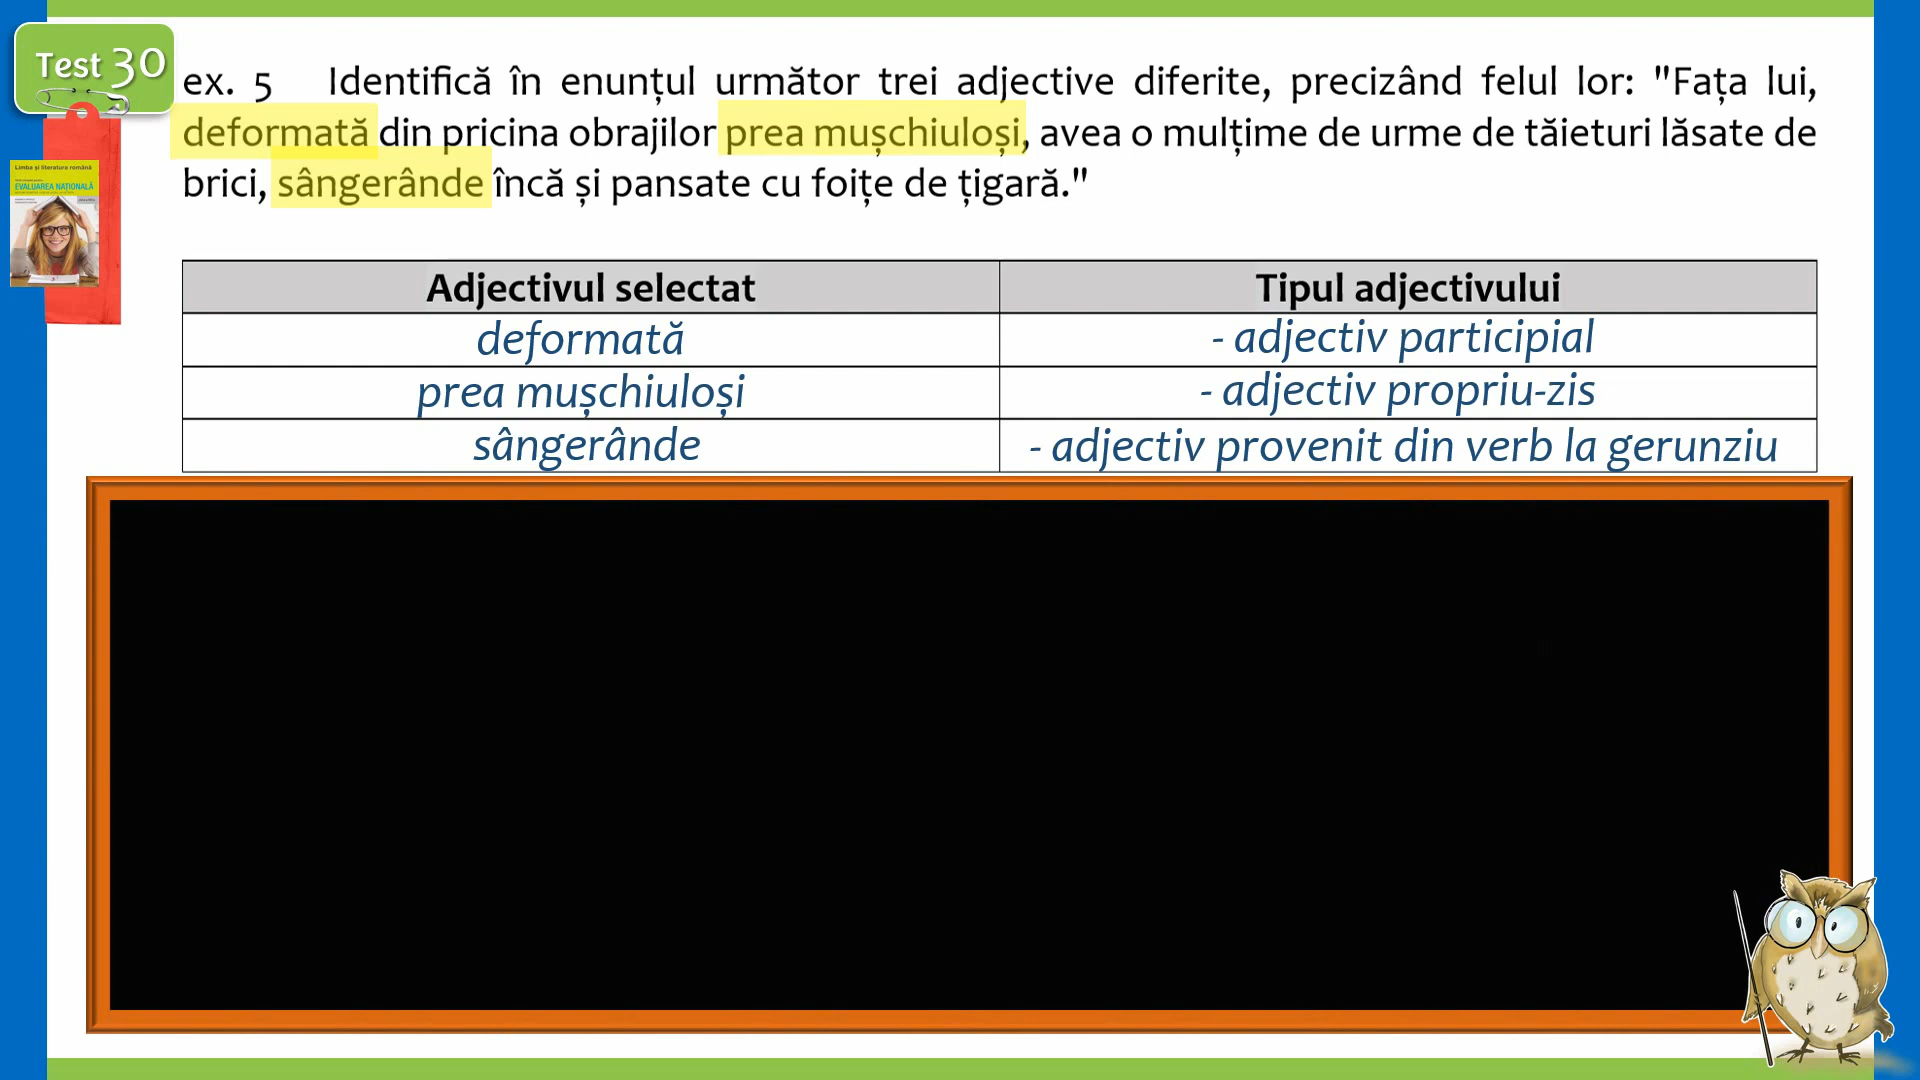 Test 30
ex. 5 Identifică în enunțul următor trei adjective diferite, precizând felul lor: "Fața lui,
deformată din pricina obrajilor prea mușchiuloși, avea o mulțime de urme de tăieturi lăsate de
brici, sângerânde încă și pansate cu foițe de țigară."
Limba și literatura română
EVALUAREA NAȚIONALĂ
Adjectivul selectat Tipul adjectivului
deformată - adjectiv participial
prea mușchiuloși - adjectiv propriu-zis
sângerânde - adjectiv provenit din verb la gerunziu